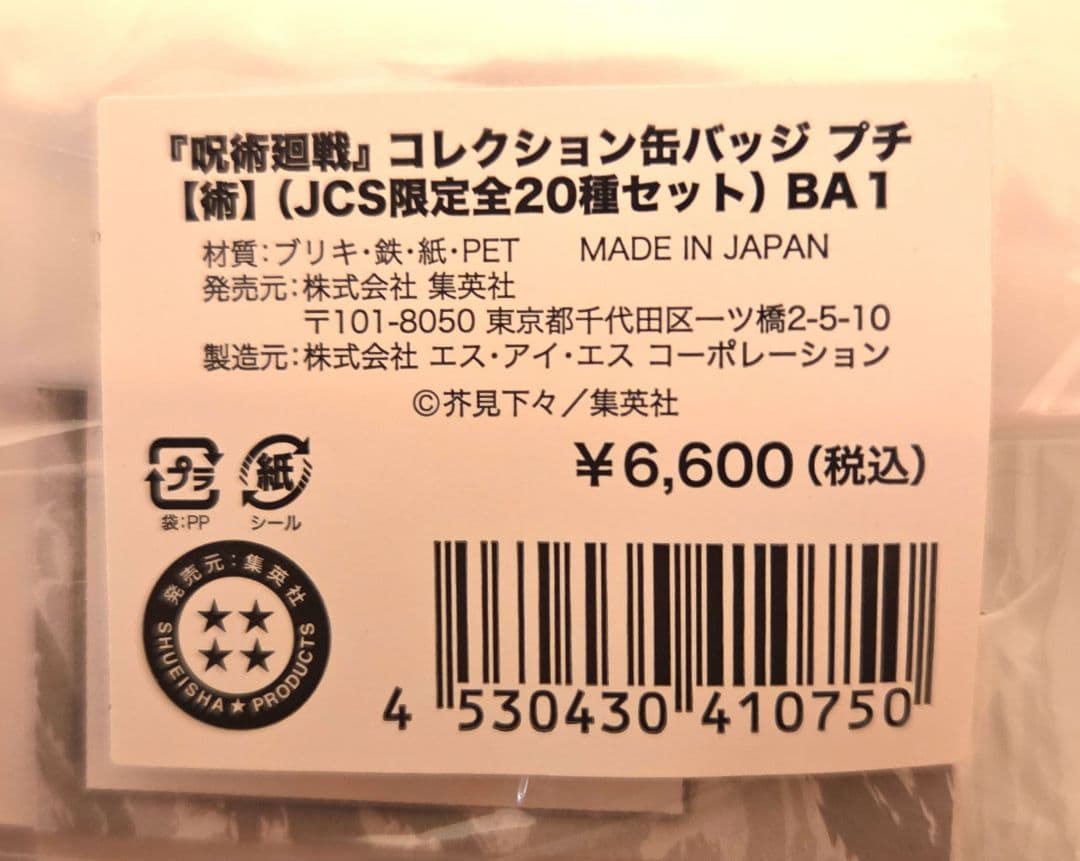 『呪術廻戦』コレクション缶バッジ プチ
【術】(JCS限定全20種セット) BA1
材質:ブリキ・鉄・紙・PET MADE IN JAPAN
発売元:株式会社 集英社
〒101-8050 東京都千代田区一ツ橋2-5-10
製造元:株式会社 エス・アイ・エス コーポレーション
©芥見下々/集英社
¥6,600(税込)
プラ
袋:PP
紙
シール
発売元:集英社
SHUEISHA★PRODUCTS
4 530430 410750